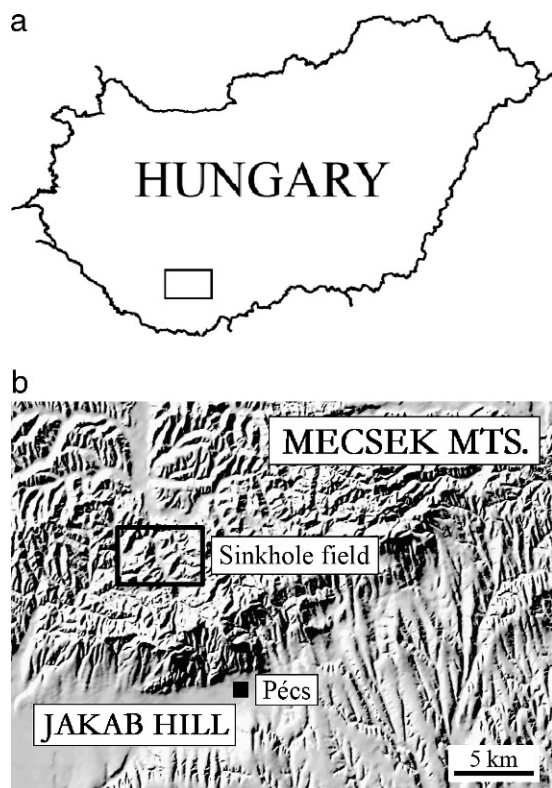 a
HUNGARY
b
MECSEK MTS.
Sinkhole field
Pécs
JAKAB HILL
5 km